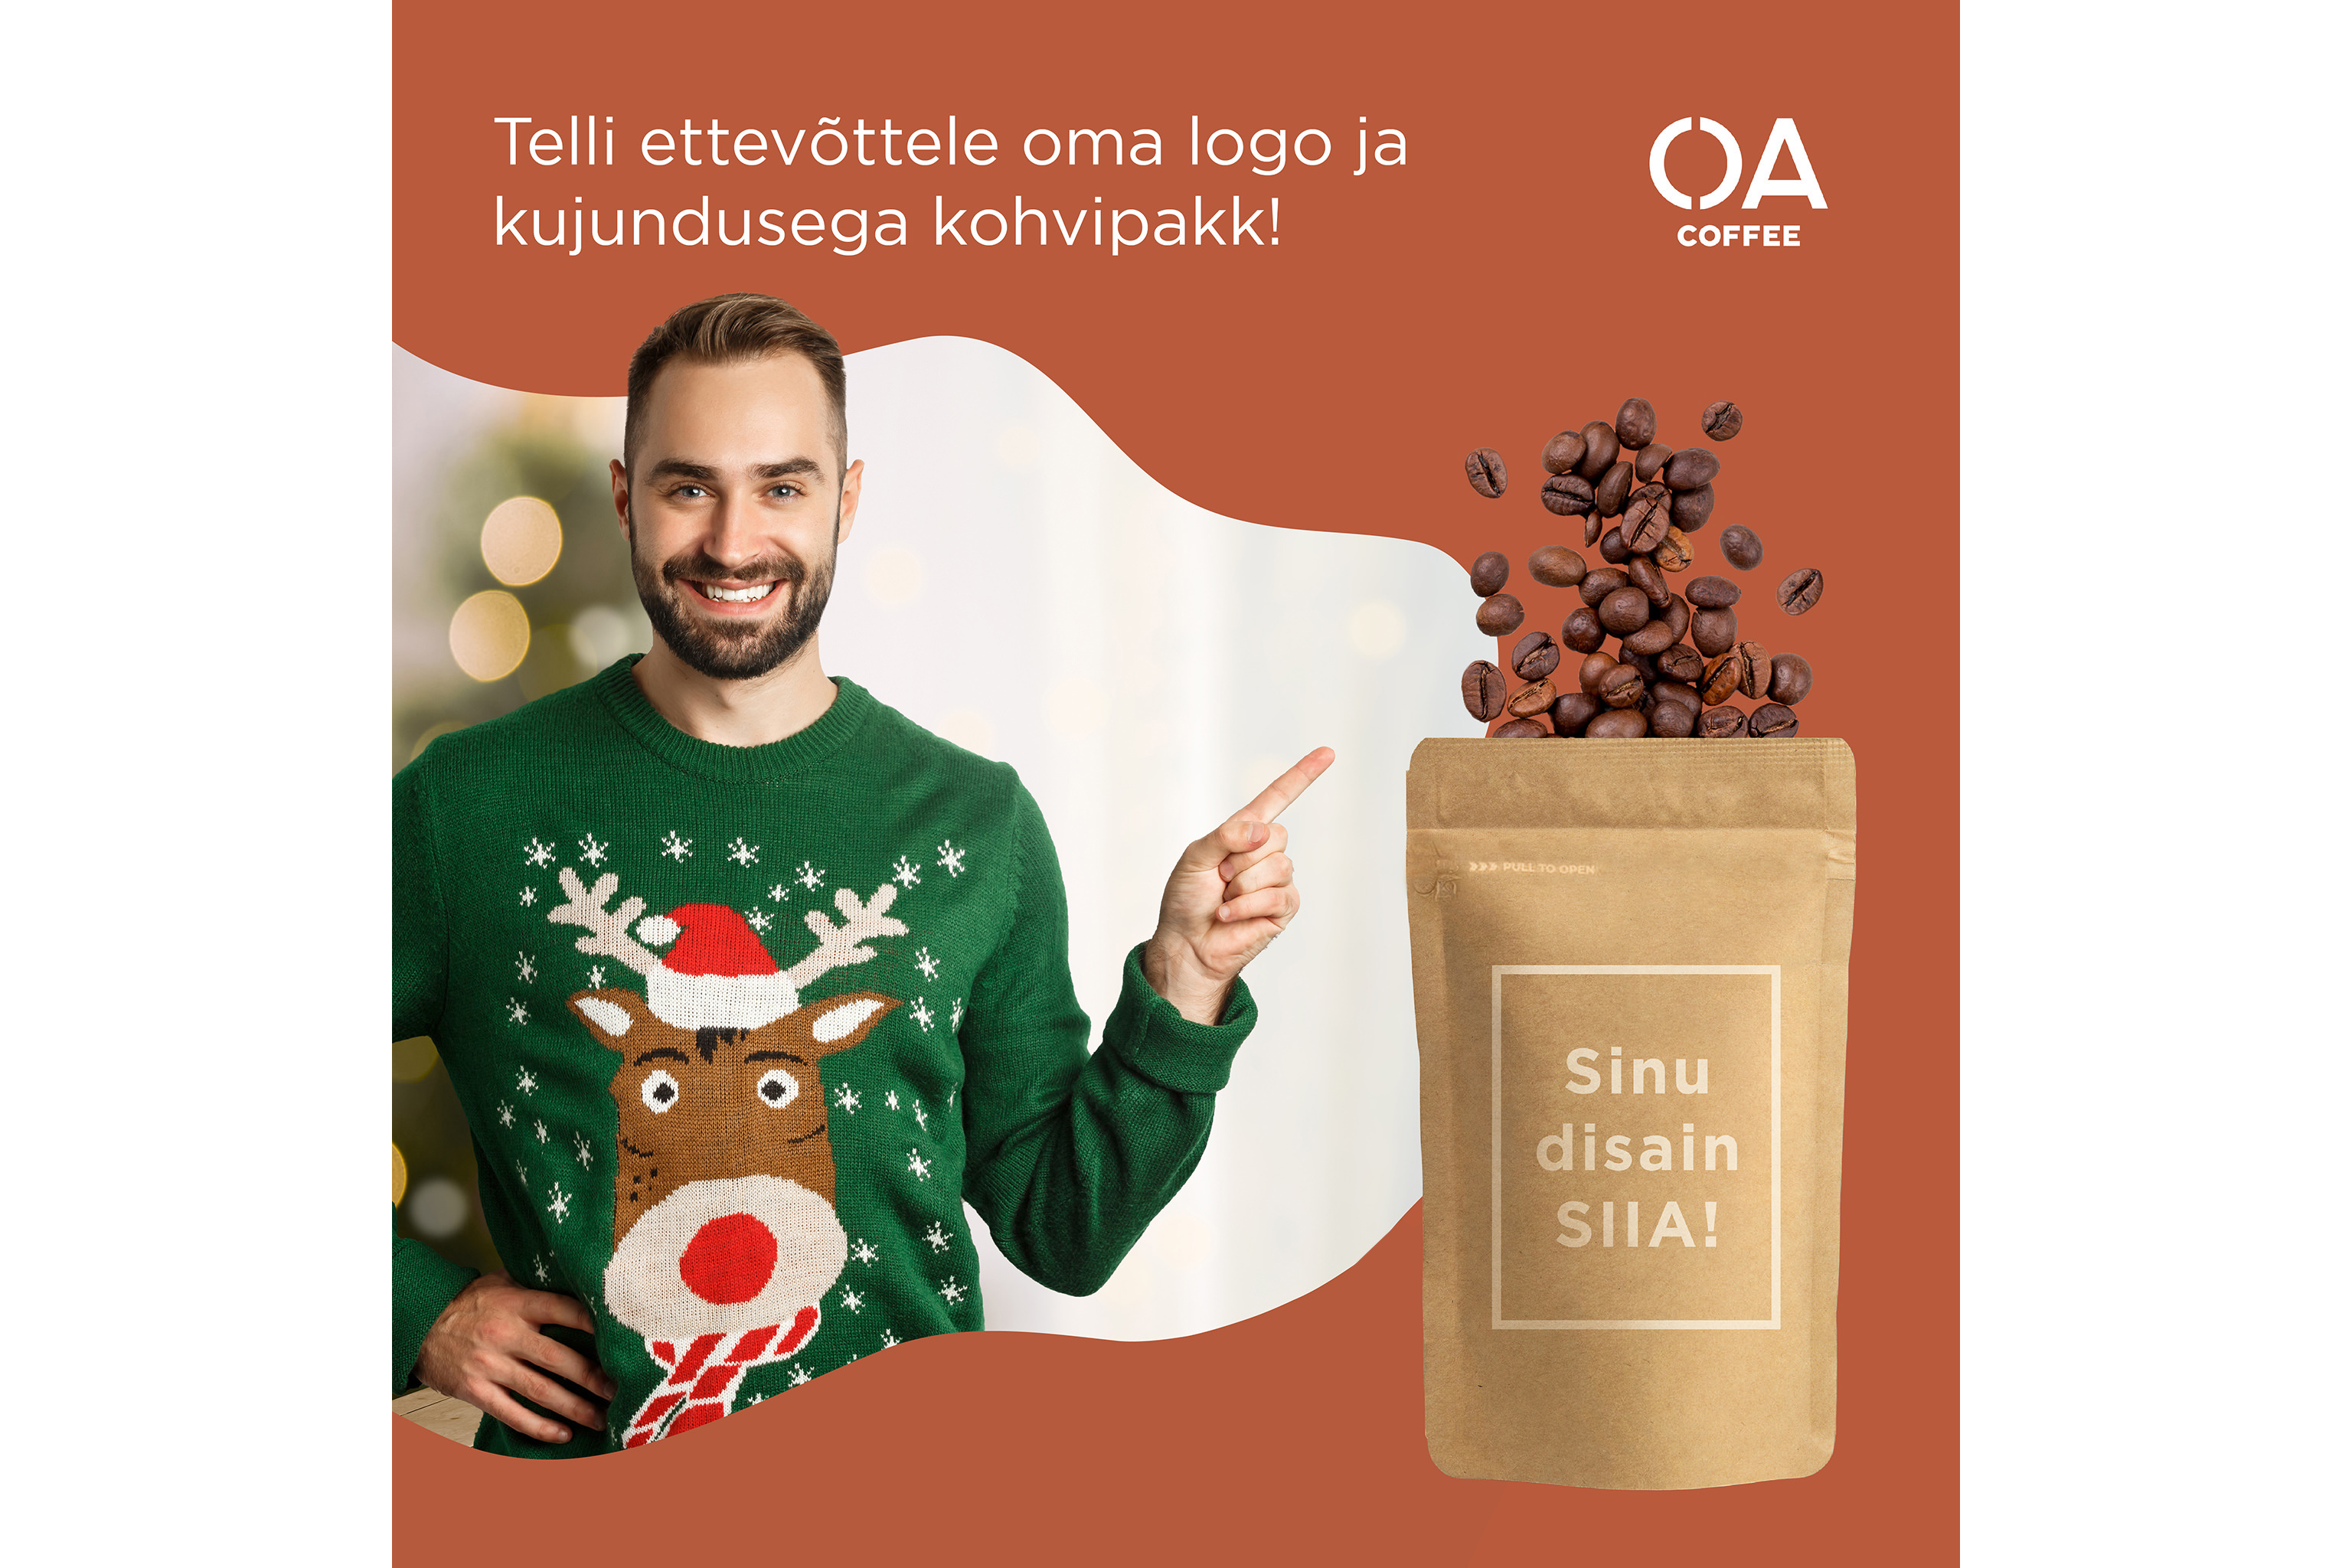 Telli ettevõttele oma logo ja
kujundusega kohvipakk!
OA
COFFEE
>>> PULL TO OPEN
Sinu
disain
SIIA!